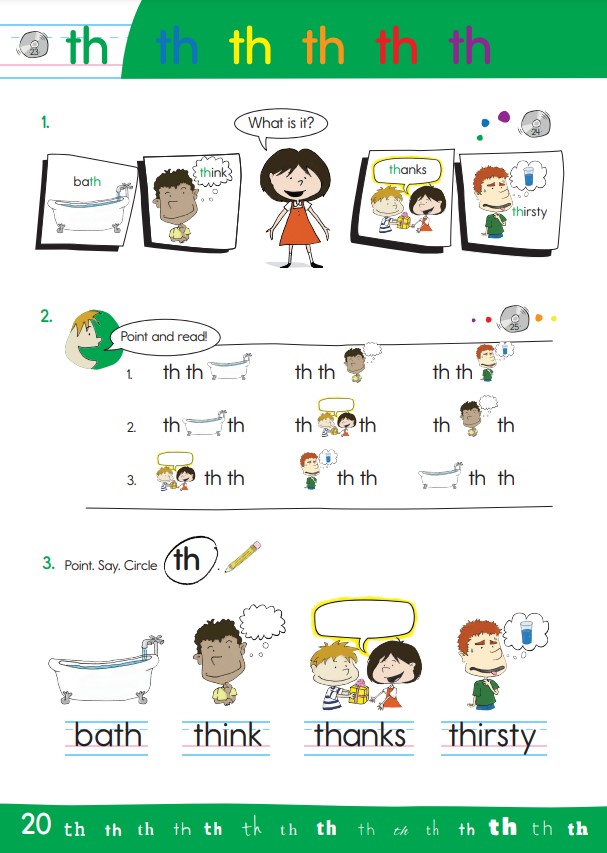 23 th th th th th th
1.
What is it?
24
bath
think
thanks
thirsty
2.
Point and read!
25
1. th th th th th th
2. th th th th th th
3. th th th th th th
3. Point. Say. Circle th.
bath think thanks thirsty
20 th th th th th th th th th th th th th th th